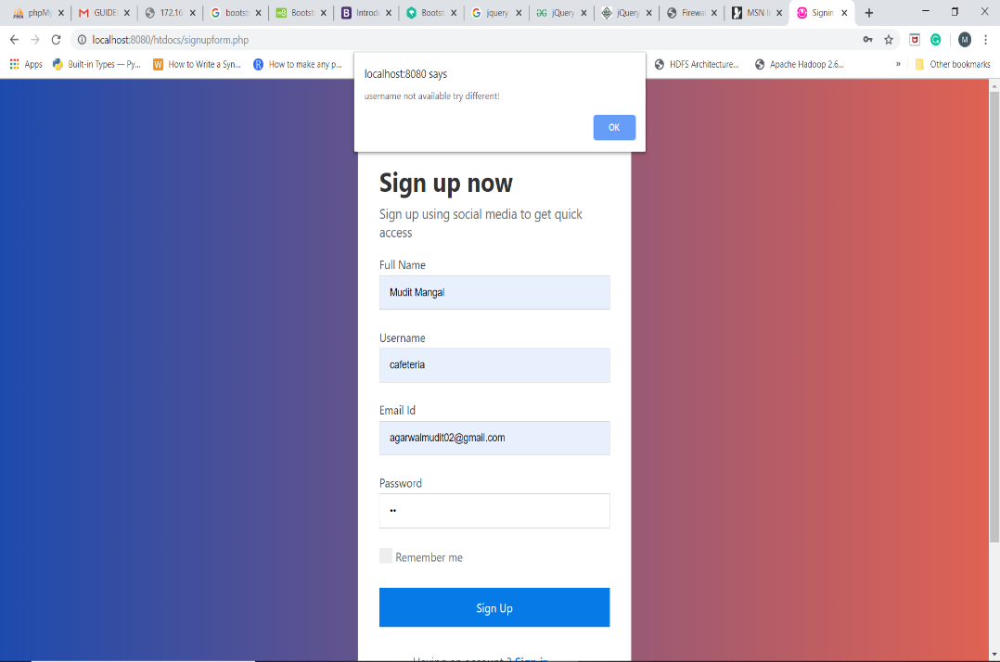 phpMy
GUIDE
172.16
bootst
Bootst
Introdu
Bootst
jquery
jQuery
jQuery
Firewal
MSN I
Signin
localhost:8080/htdocs/signupform.php
M
Apps
Built-in Types — Py...
How to Write a Syn...
How to make any p...
HDFS Architecture...
Apache Hadoop 2.6...
»
Other bookmarks
localhost:8080 says
username not available try different!
OK
Sign up now
Sign up using social media to get quick
access
Full Name
Mudit Mangal
Username
cafeteria
Email Id
agarwalmudit02@gmail.com
Password
••
Remember me
Sign Up
Having an account ? Sign in